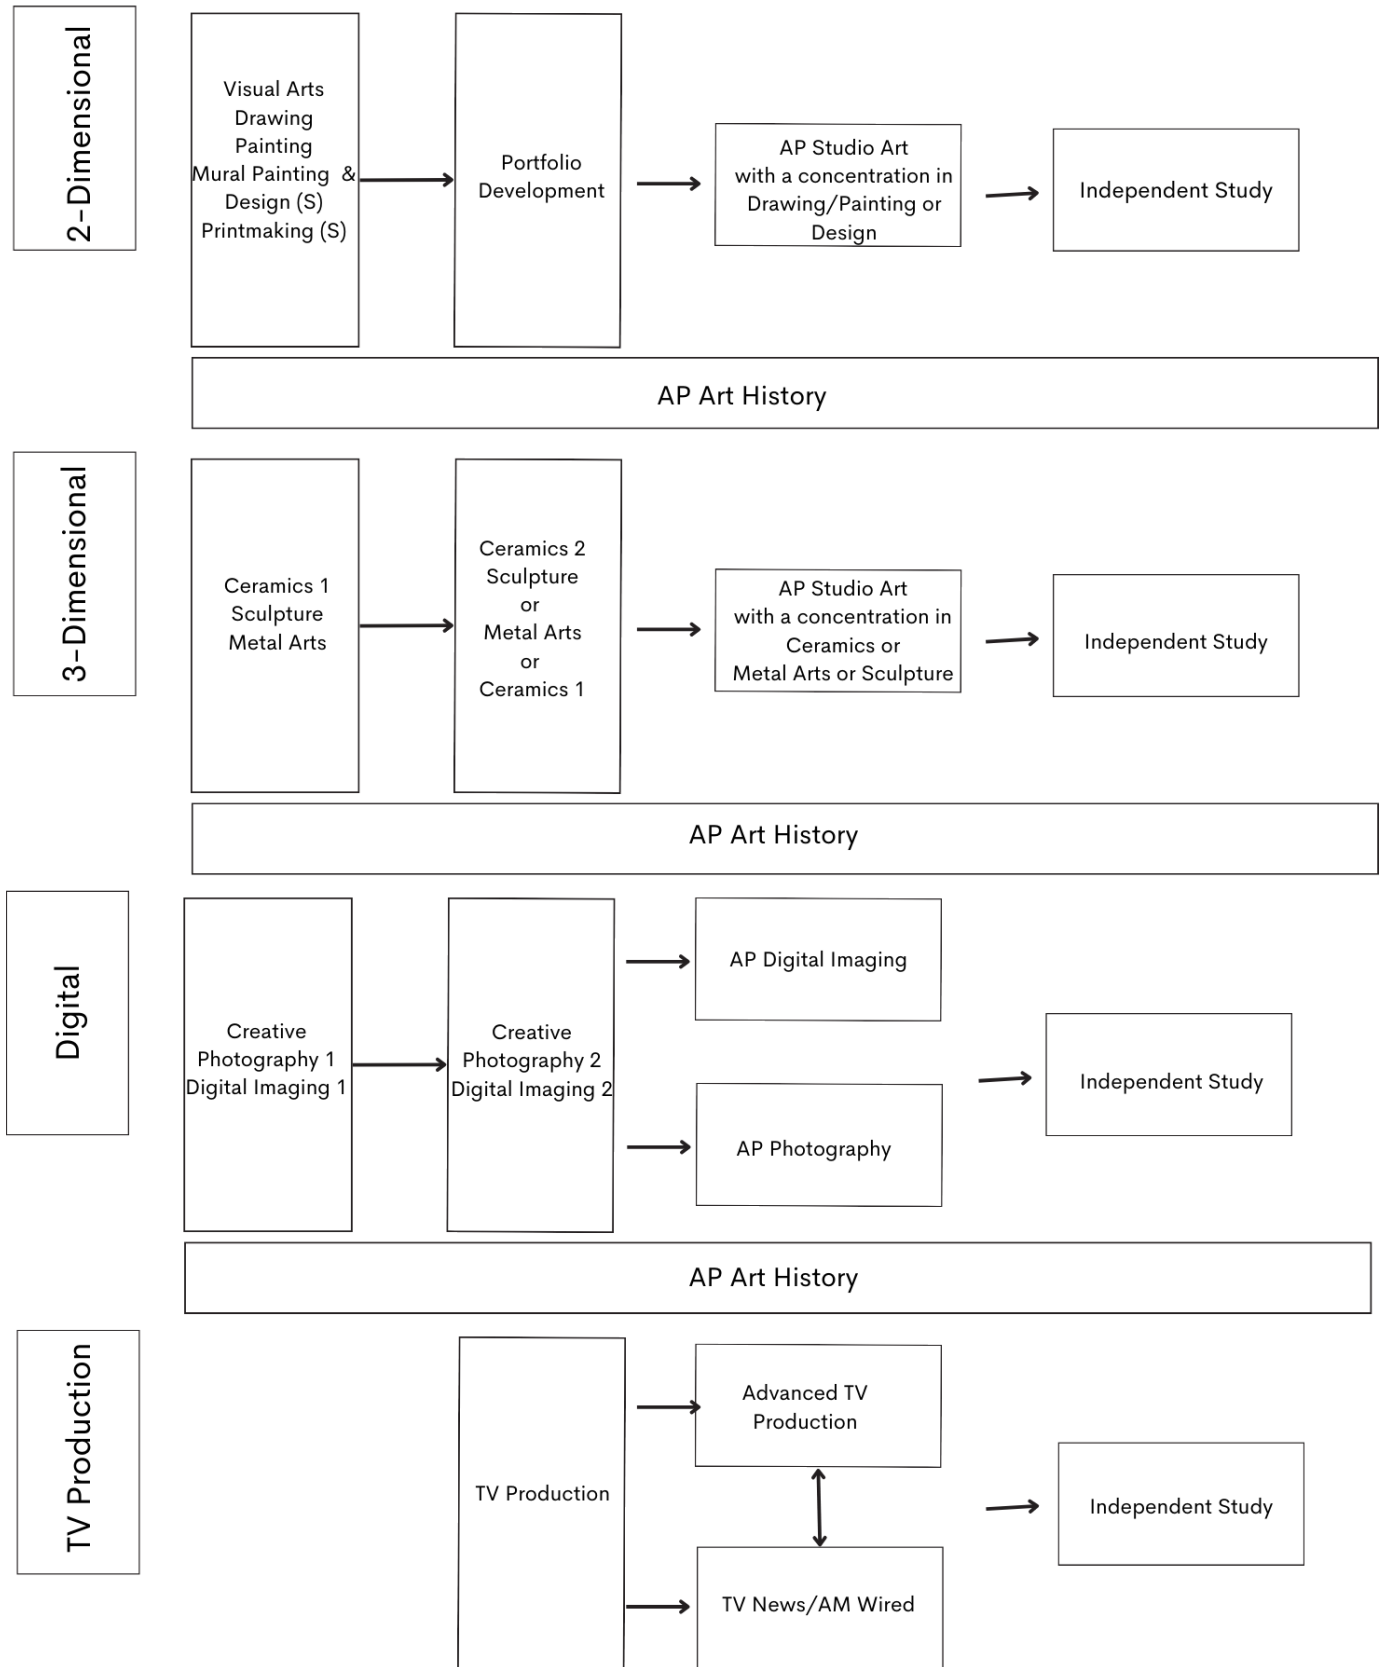 2-Dimensional
Visual Arts
Drawing
Painting
Mural Painting &
Design (S)
Printmaking (S)
Portfolio
Development
AP Studio Art
with a concentration in
Drawing/Painting or
Design
Independent Study
AP Art History
3-Dimensional
Ceramics 1
Sculpture
Metal Arts
Ceramics 2
Sculpture
or
Metal Arts
or
Ceramics 1
AP Studio Art
with a concentration in
Ceramics or
Metal Arts or Sculpture
Independent Study
AP Art History
Digital
Creative
Photography 1
Digital Imaging 1
Creative
Photography 2
Digital Imaging 2
AP Digital Imaging
AP Photography
Independent Study
AP Art History
TV Production
TV Production
Advanced TV
Production
TV News/AM Wired
Independent Study